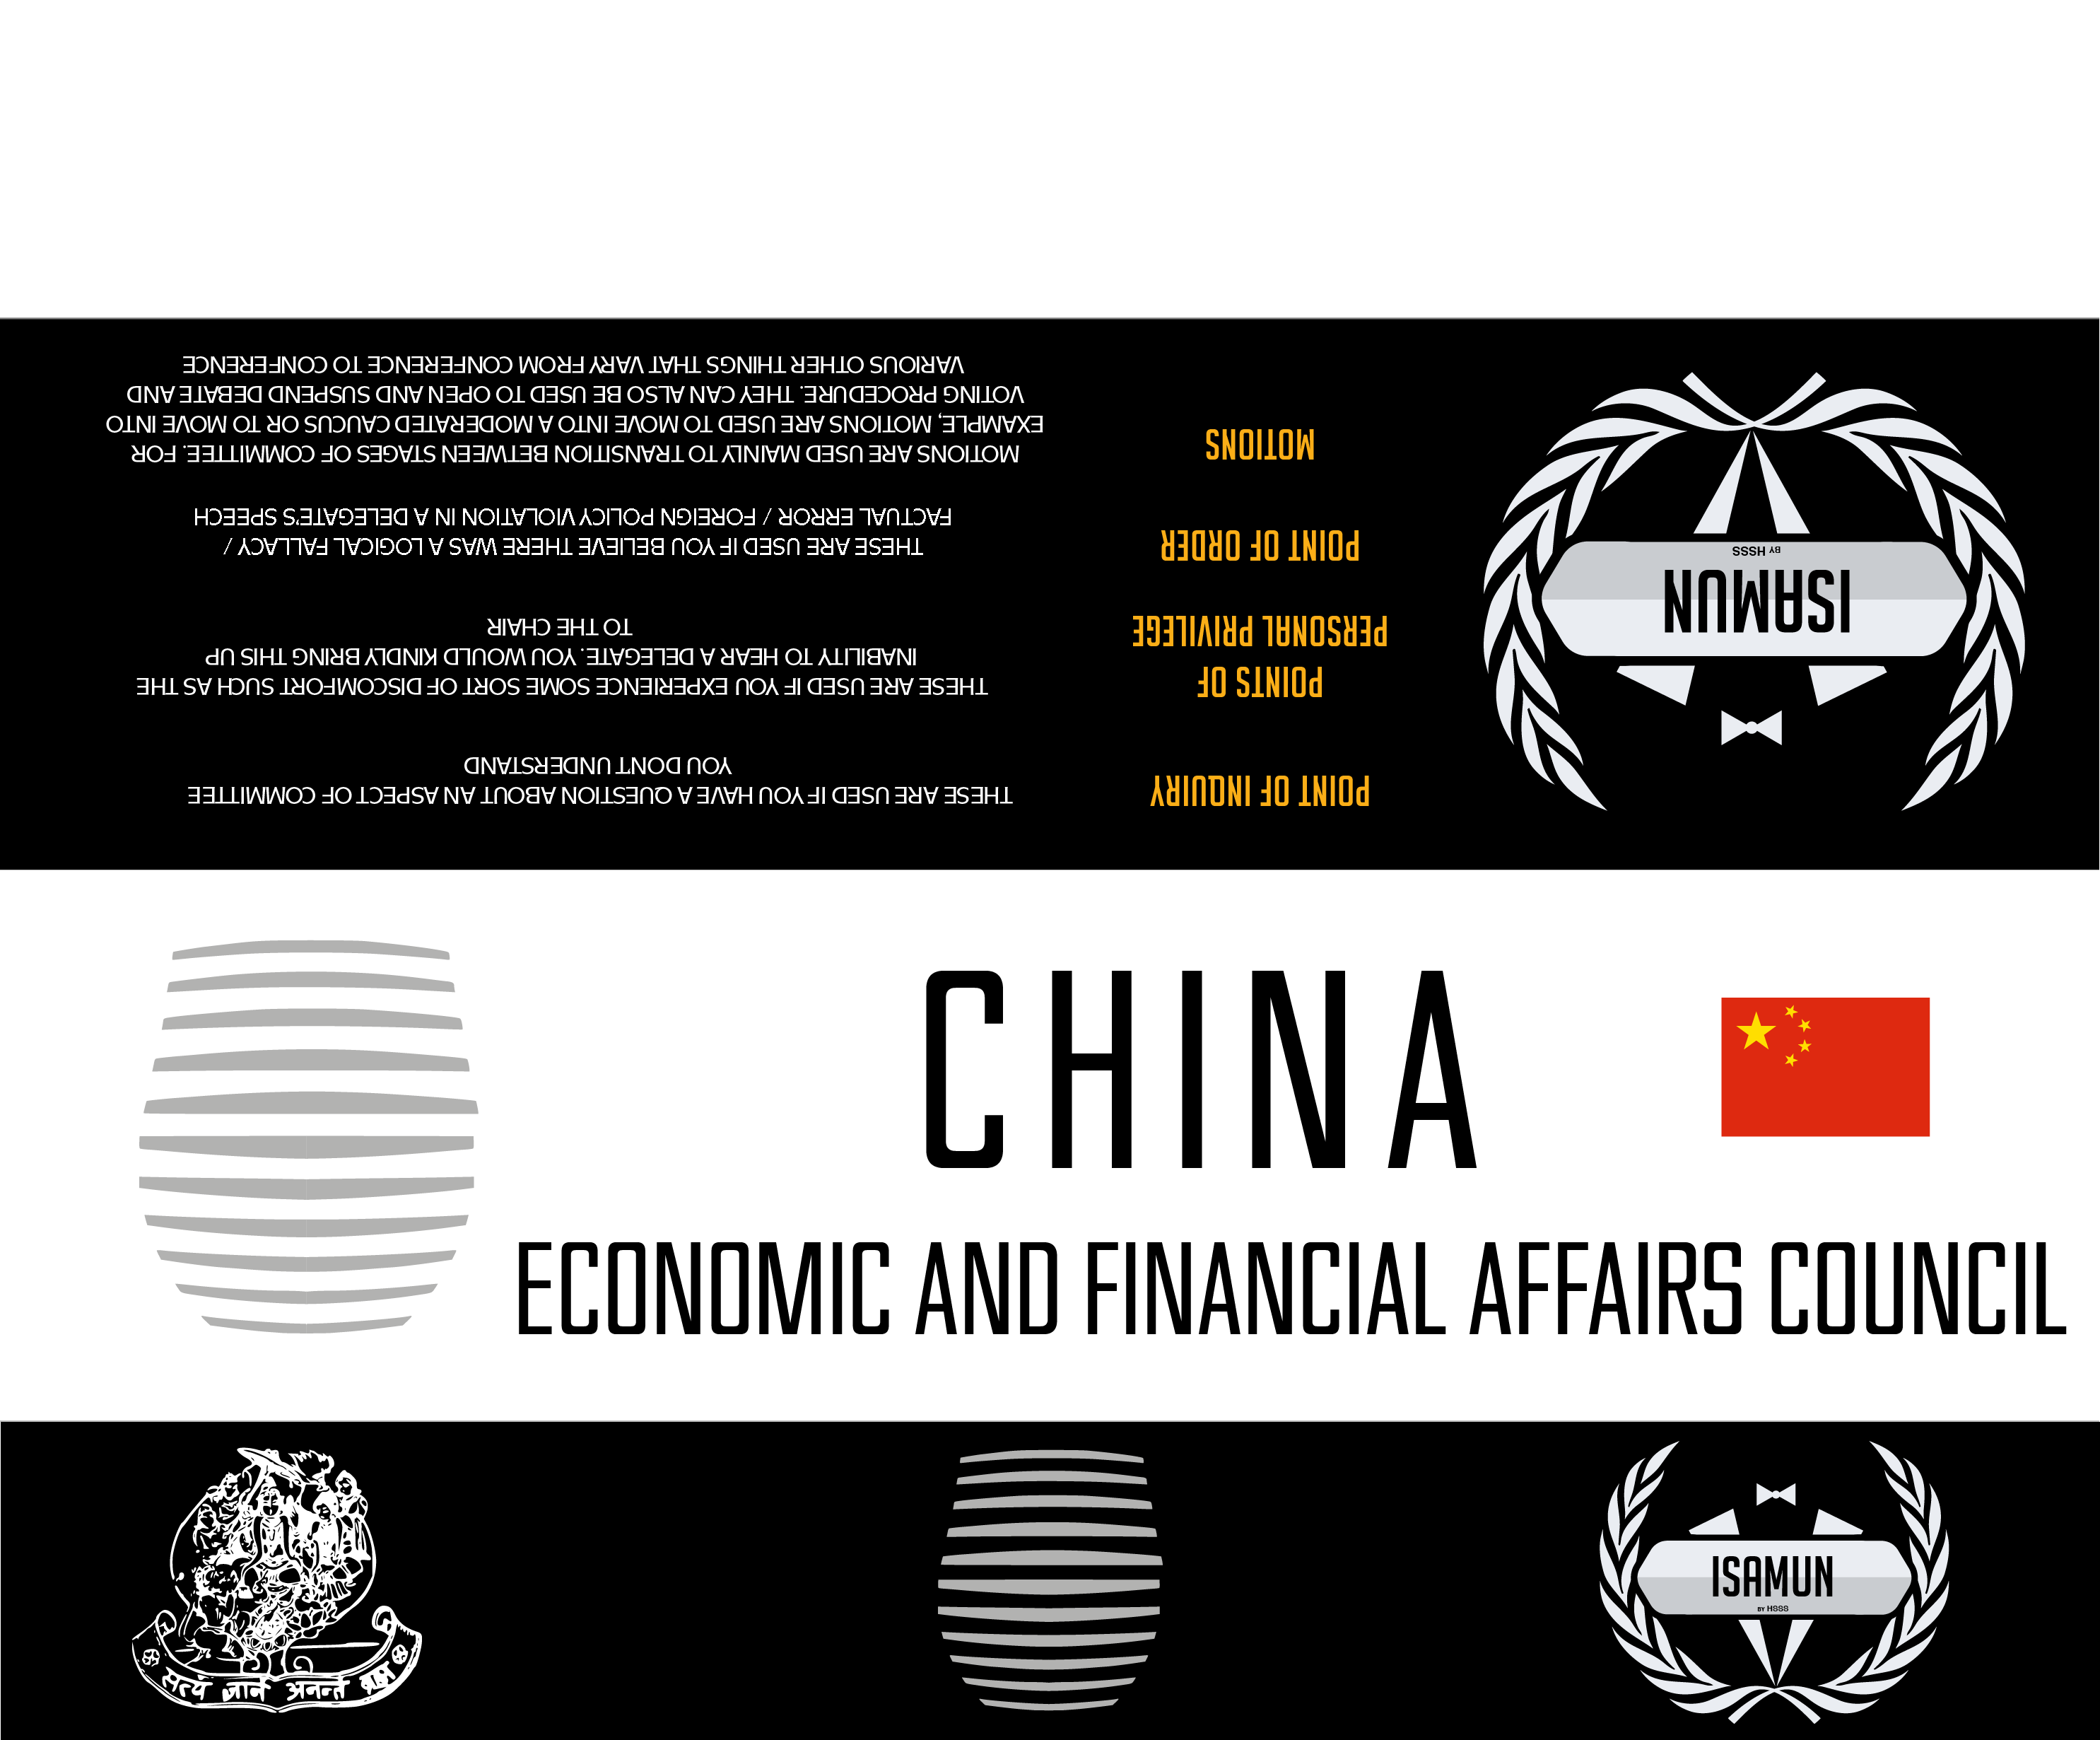 POINT OF INQUIRY
THESE ARE USED IF YOU HAVE A QUESTION ABOUT AN ASPECT OF COMMITTEE
YOU DON'T UNDERSTAND
POINTS OF
PERSONAL PRIVILEGE
THESE ARE USED IF YOU EXPERIENCE SOME SORT OF DISCOMFORT SUCH AS THE
INABILITY TO HEAR A DELEGATE. YOU WOULD KINDLY BRING THIS UP
TO THE CHAIR
POINT OF ORDER
THESE ARE USED IF YOU BELIEVE THERE WAS A LOGICAL FALLACY /
FACTUAL ERROR / FOREIGN POLICY VIOLATION IN A DELEGATE'S SPEECH
MOTIONS
MOTIONS ARE USED MAINLY TO TRANSITION BETWEEN STAGES OF COMMITTEE. FOR
EXAMPLE, MOTIONS ARE USED TO MOVE INTO A MODERATED CAUCUS OR TO MOVE INTO
VOTING PROCEDURE. THEY CAN ALSO BE USED TO OPEN AND SUSPEND DEBATE AND
VARIOUS OTHER THINGS THAT VARY FROM CONFERENCE TO CONFERENCE
ISAMUN
BY HSSS
CHINA
ECONOMIC AND FINANCIAL AFFAIRS COUNCIL
सत्यं ज्ञानं अनन्तं
ISAMUN
BY HSSS